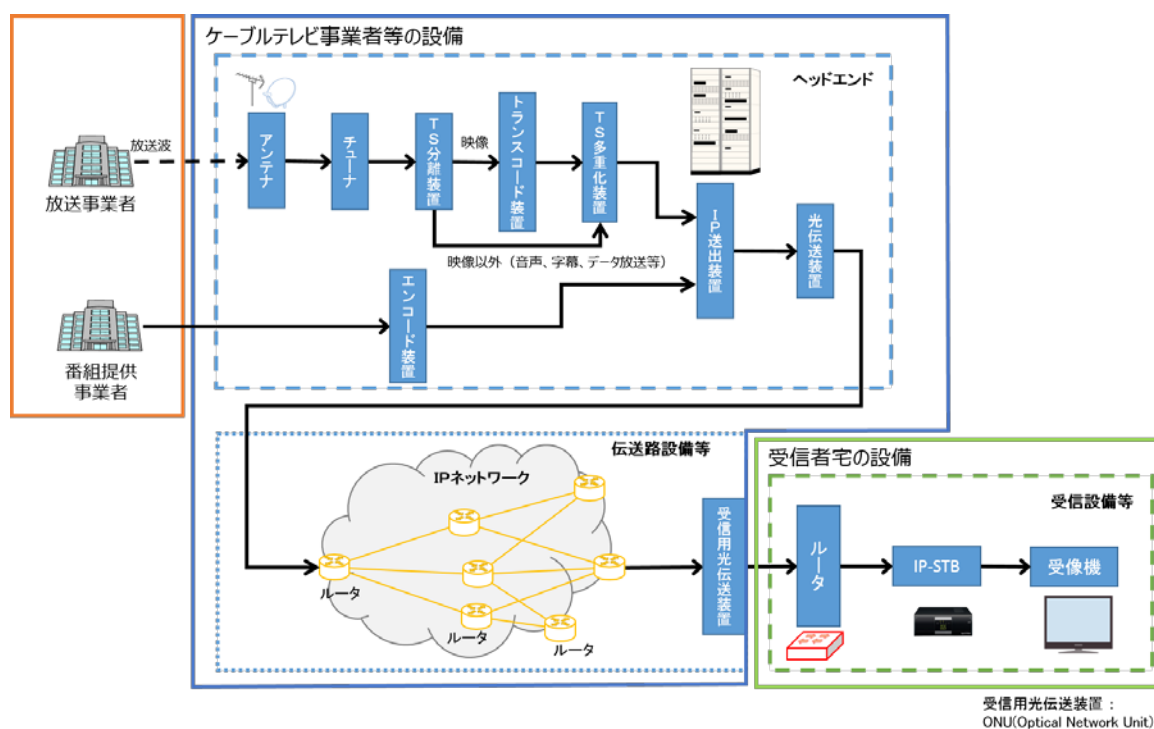 ケーブルテレビ事業者等の設備
ヘッドエンド
放送波
放送事業者
アンテナ
チューナ
TS分離装置
映像
トランスコード装置
TS多重化装置
映像以外（音声、字幕、データ放送等）
IP送出装置
光伝送装置
エンコード装置
番組提供
事業者
伝送路設備等
IPネットワーク
ルータ
ルータ
ルータ
受信用光伝送装置
受信者宅の設備
受信設備等
ルータ
IP-STB
受像機
受信用光伝送装置：
ONU(Optical Network Unit)